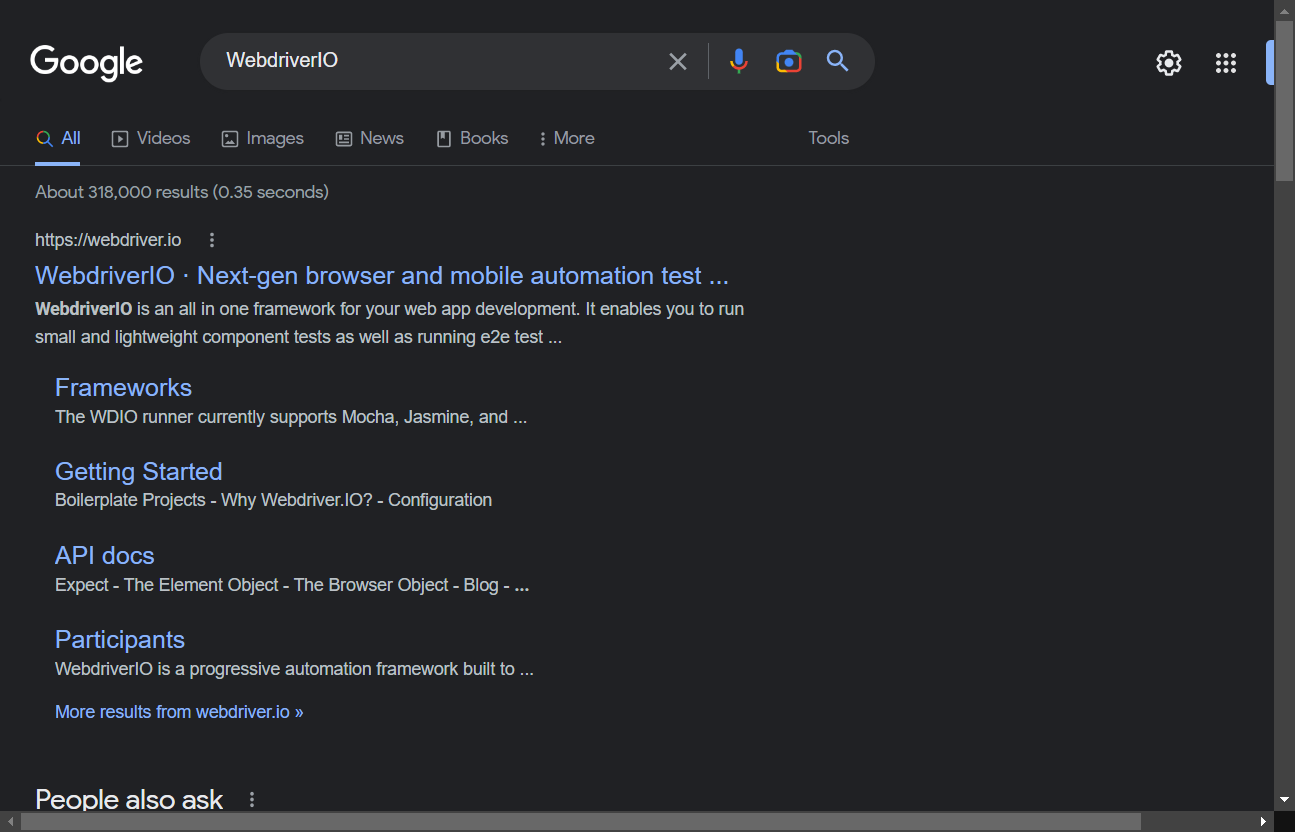 Google
WebdriverIO
All Videos Images News Books More Tools
About 318,000 results (0.35 seconds)
https://webdriver.io
WebdriverIO · Next-gen browser and mobile automation test ...
WebdriverIO is an all in one framework for your web app development. It enables you to run
small and lightweight component tests as well as running e2e test ...
Frameworks
The WDIO runner currently supports Mocha, Jasmine, and ...
Getting Started
Boilerplate Projects - Why Webdriver.IO? - Configuration
API docs
Expect - The Element Object - The Browser Object - Blog - ...
Participants
WebdriverIO is a progressive automation framework built to ...
More results from webdriver.io »
People also ask